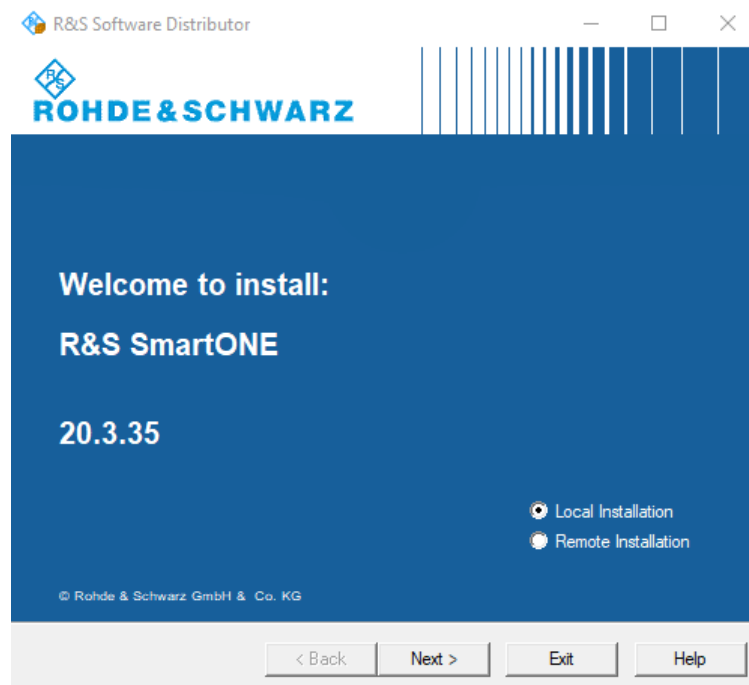 R&S Software Distributor
R&S
ROHDE&SCHWARZ
Welcome to install:
R&S SmartONE
20.3.35
Local Installation
Remote Installation
© Rohde & Schwarz GmbH & Co. KG
< Back Next > Exit Help